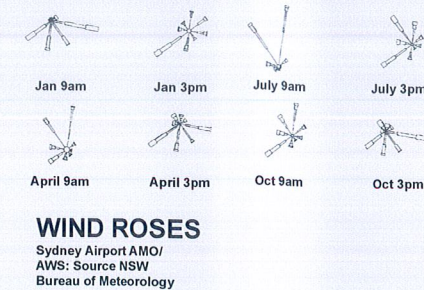 Jan 9am
Jan 3pm
July 9am
July 3pm
April 9am
April 3pm
Oct 9am
Oct 3pm
WIND ROSES
Sydney Airport AMO/
AWS: Source NSW
Bureau of Meteorology